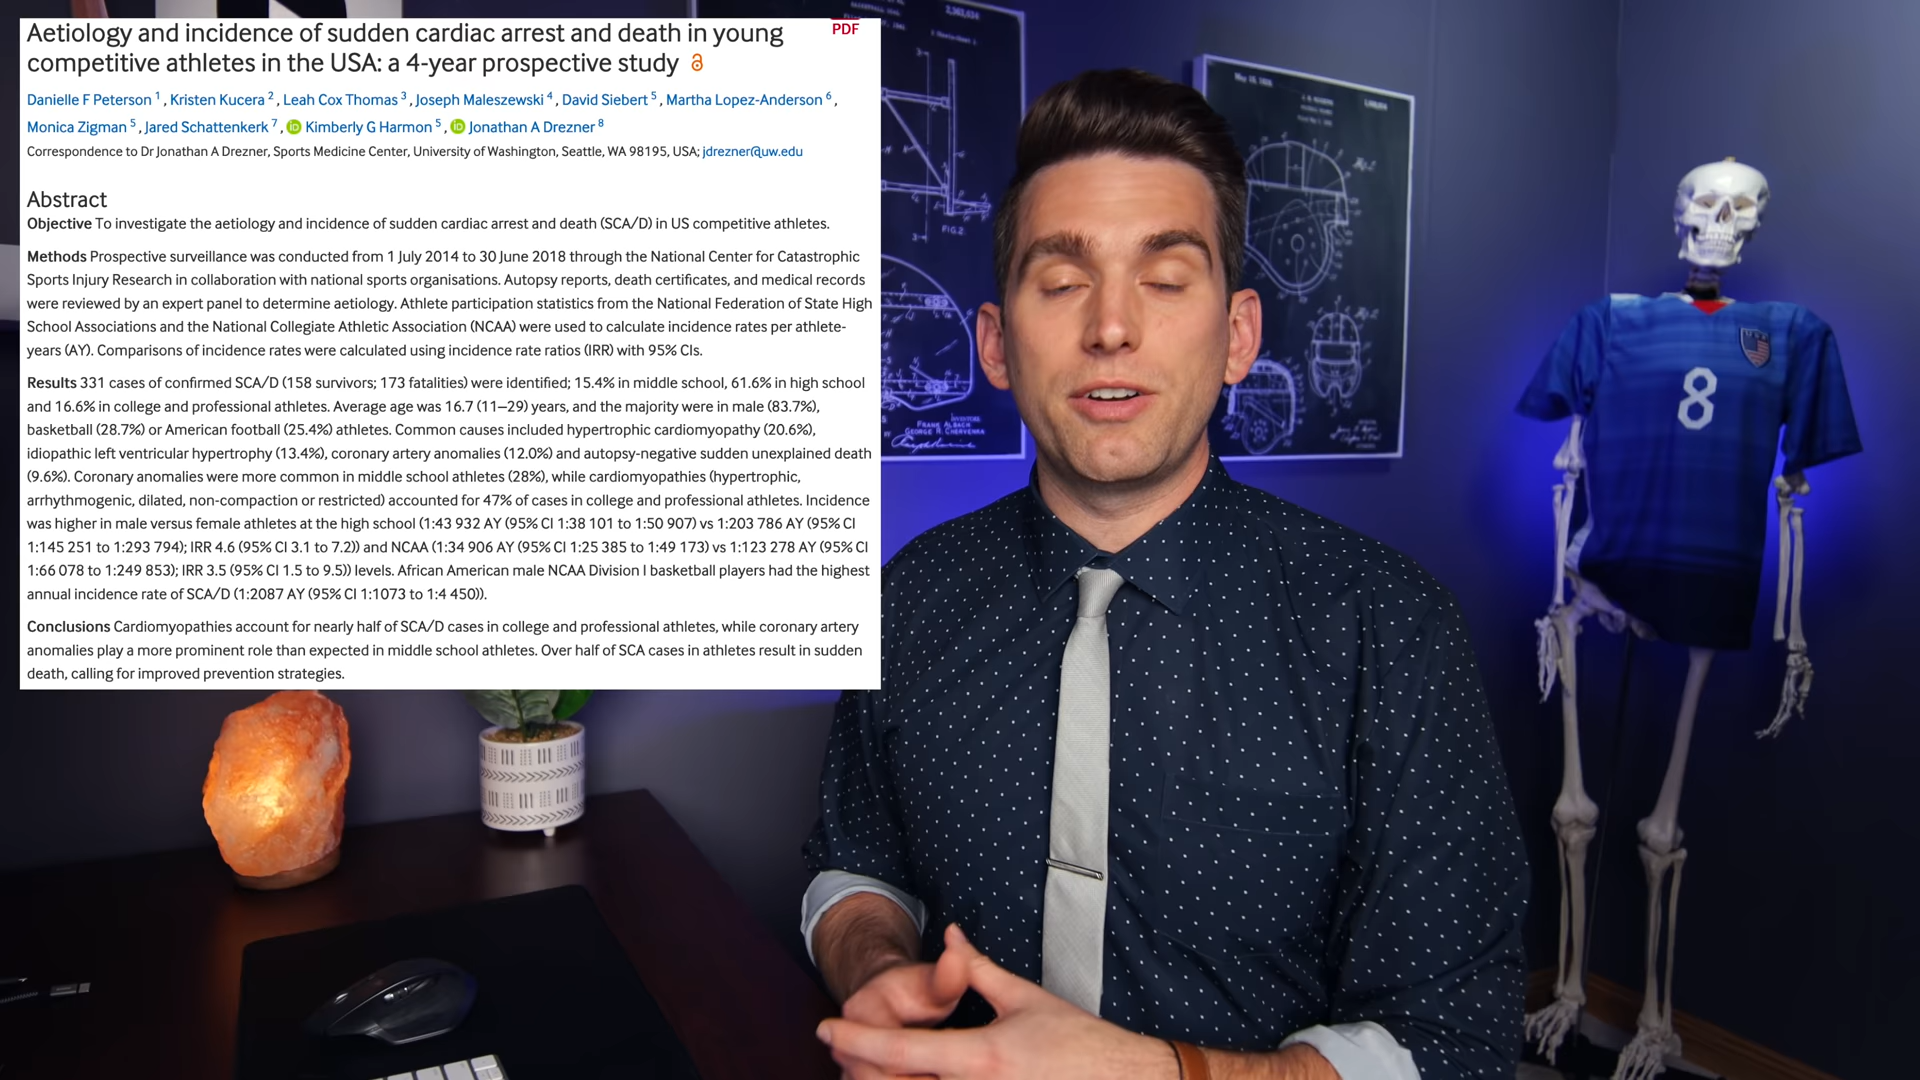 Aetiology and incidence of sudden cardiac arrest and death in young
competitive athletes in the USA: a 4-year prospective study
PDF
Danielle F Peterson 1, Kristen Kucera 2, Leah Cox Thomas 3, Joseph Maleszewski 4, David Siebert 5, Martha Lopez-Anderson 6,
Monica Zigman 5, Jared Schattenkerk 7, iD Kimberly G Harmon 5, iD Jonathan A Drezner 8
Correspondence to Dr Jonathan A Drezner, Sports Medicine Center, University of Washington, Seattle, WA 98195, USA; jdrezner@uw.edu
Abstract
Objective To investigate the aetiology and incidence of sudden cardiac arrest and death (SCA/D) in US competitive athletes.
Methods Prospective surveillance was conducted from 1 July 2014 to 30 June 2018 through the National Center for Catastrophic
Sports Injury Research in collaboration with national sports organisations. Autopsy reports, death certificates, and medical records
were reviewed by an expert panel to determine aetiology. Athlete participation statistics from the National Federation of State High
School Associations and the National Collegiate Athletic Association (NCAA) were used to calculate incidence rates per athlete-
years (AY). Comparisons of incidence rates were calculated using incidence rate ratios (IRR) with 95% CIs.
Results 331 cases of confirmed SCA/D (158 survivors; 173 fatalities) were identified; 15.4% in middle school, 61.6% in high school
and 16.6% in college and professional athletes. Average age was 16.7 (11–29) years, and the majority were in male (83.7%),
basketball (28.7%) or American football (25.4%) athletes. Common causes included hypertrophic cardiomyopathy (20.6%),
idiopathic left ventricular hypertrophy (13.4%), coronary artery anomalies (12.0%) and autopsy-negative sudden unexplained death
(9.6%). Coronary anomalies were more common in middle school athletes (28%), while cardiomyopathies (hypertrophic,
arrhythmogenic, dilated, non-compaction or restricted) accounted for 47% of cases in college and professional athletes. Incidence
was higher in male versus female athletes at the high school (1:43 932 AY (95% CI 1:38 101 to 1:50 907) vs 1:203 786 AY (95% CI
1:145 251 to 1:293 794); IRR 4.6 (95% CI 3.1 to 7.2)) and NCAA (1:34 906 AY (95% CI 1:25 385 to 1:49 173) vs 1:123 278 AY (95% CI
1:66 078 to 1:249 853); IRR 3.5 (95% CI 1.5 to 9.5)) levels. African American male NCAA Division I basketball players had the highest
annual incidence rate of SCA/D (1:2087 AY (95% CI 1:1073 to 1:4 450)).
Conclusions Cardiomyopathies account for nearly half of SCA/D cases in college and professional athletes, while coronary artery
anomalies play a more prominent role than expected in middle school athletes. Over half of SCA cases in athletes result in sudden
death, calling for improved prevention strategies.
2,363,634
FIG.2
INVENTORS
FRANK ALBACH
GEORGE R. CHERVENKA
8